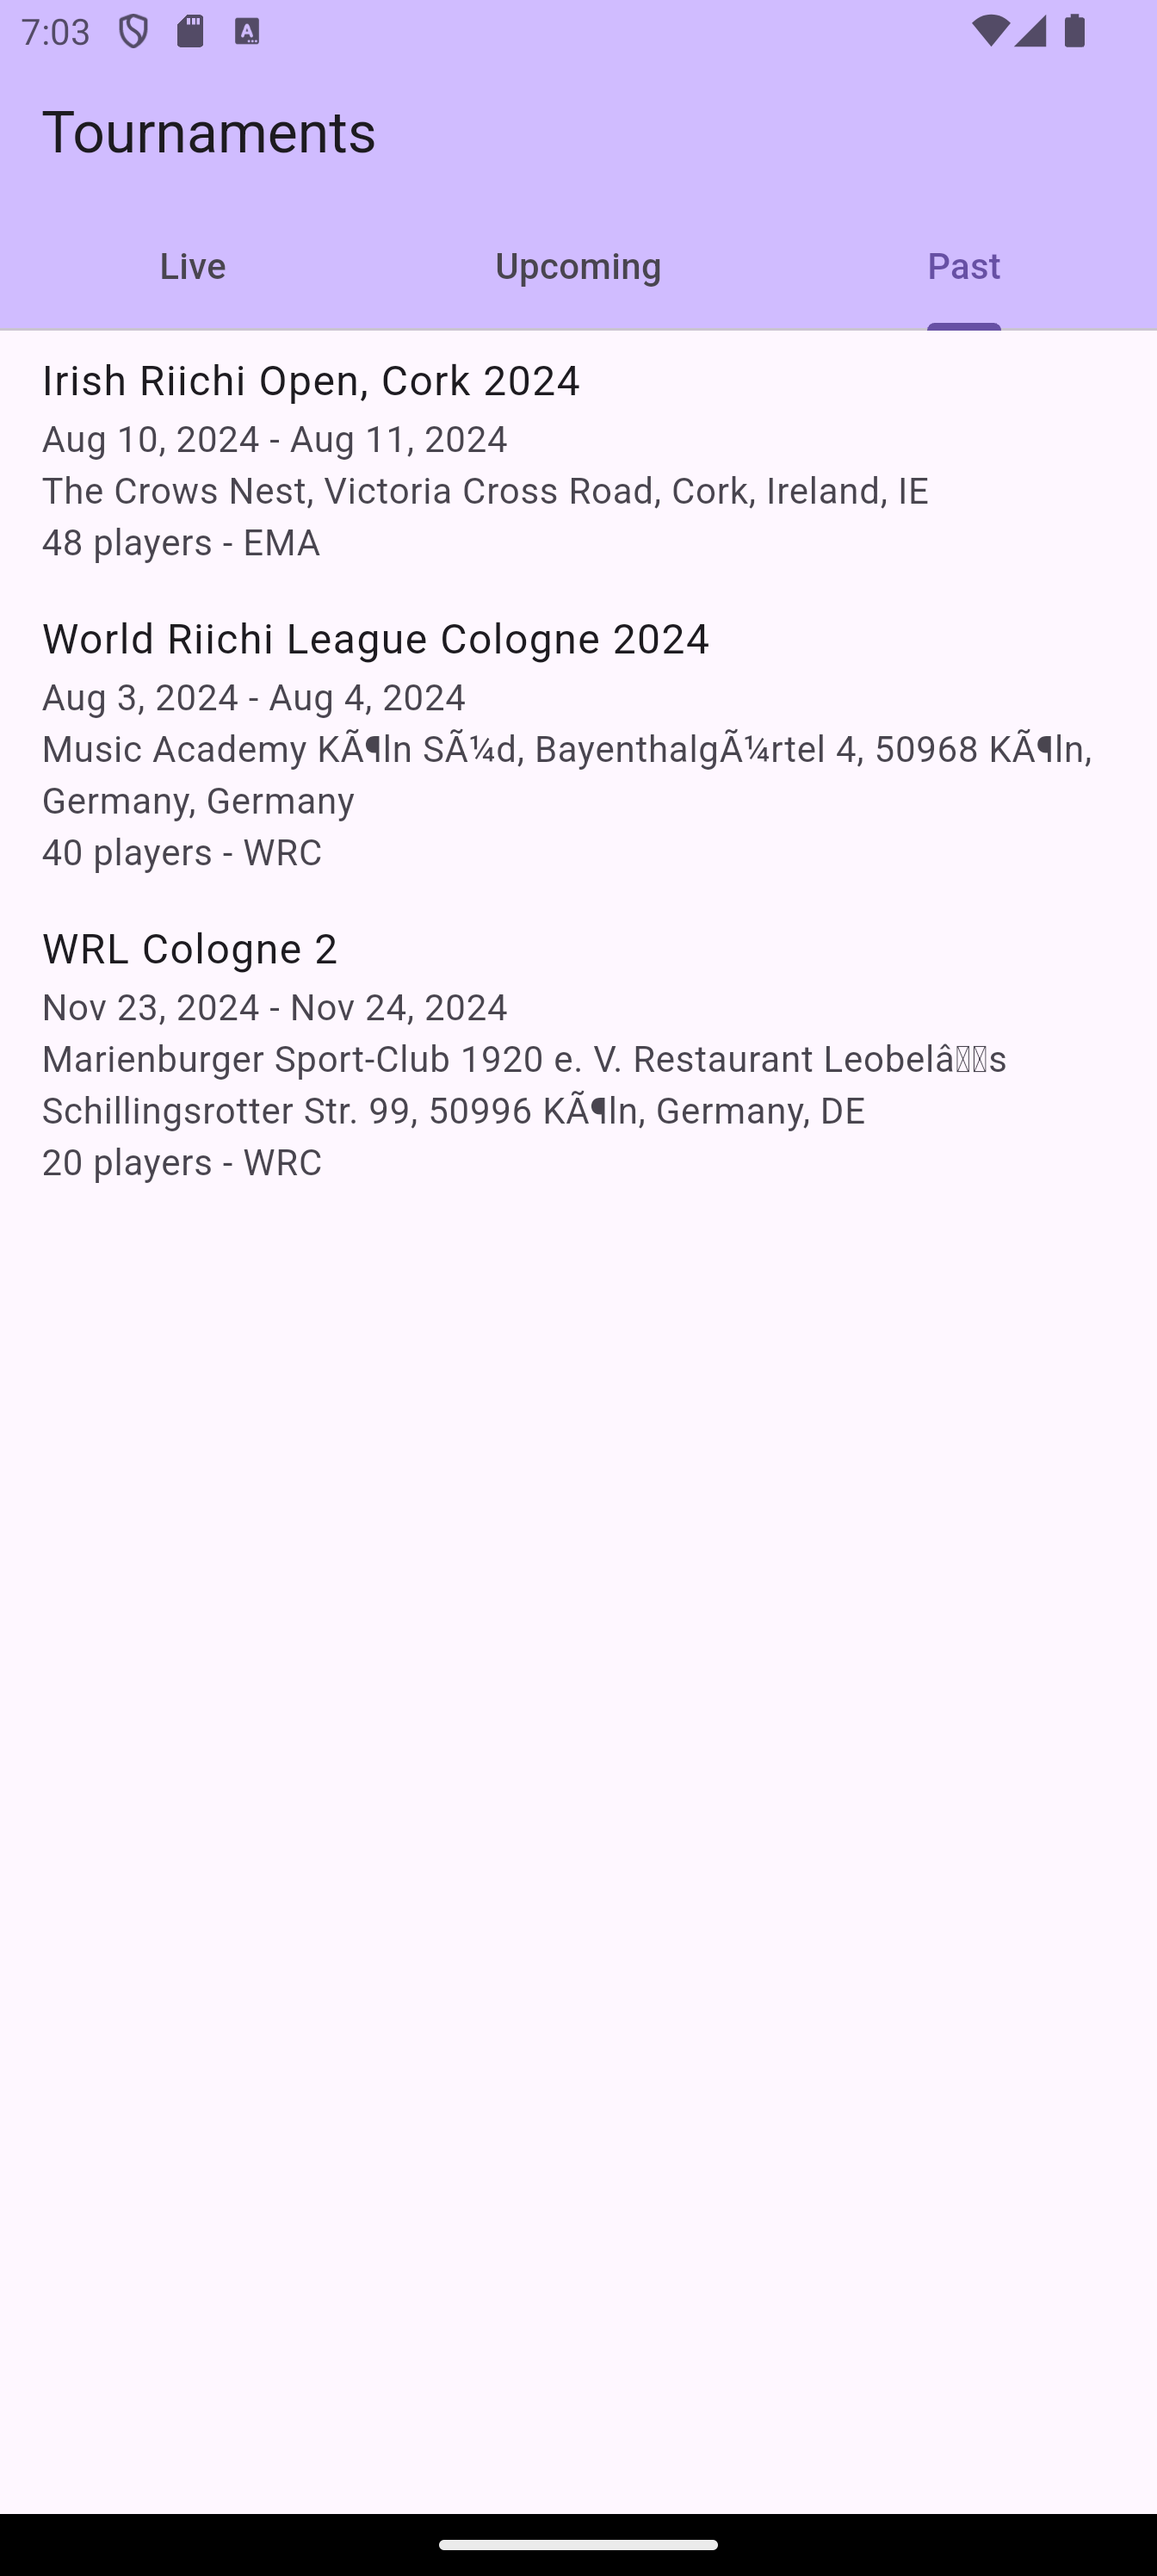 7:03
Tournaments
Live
Upcoming
Past
Irish Riichi Open, Cork 2024
Aug 10, 2024 - Aug 11, 2024
The Crows Nest, Victoria Cross Road, Cork, Ireland, IE
48 players - EMA
World Riichi League Cologne 2024
Aug 3, 2024 - Aug 4, 2024
Music Academy KÃ¶ln SÃ¼d, BayenthalgÃ¼rtel 4, 50968 KÃ¶ln,
Germany, Germany
40 players - WRC
WRL Cologne 2
Nov 23, 2024 - Nov 24, 2024
Marienburger Sport-Club 1920 e. V. Restaurant Leobelâs
Schillingsrotter Str. 99, 50996 KÃ¶ln, Germany, DE
20 players - WRC